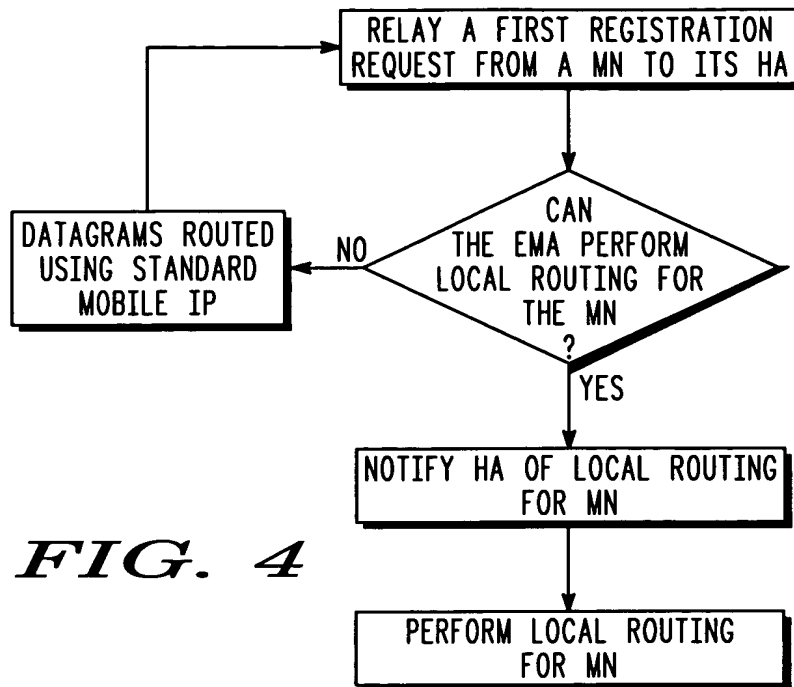 RELAY A FIRST REGISTRATION
REQUEST FROM A MN TO ITS HA
CAN
THE EMA PERFORM
LOCAL ROUTING FOR
THE MN
?
NO
DATAGRAMS ROUTED
USING STANDARD
MOBILE IP
YES
NOTIFY HA OF LOCAL ROUTING
FOR MN
PERFORM LOCAL ROUTING
FOR MN
FIG. 4